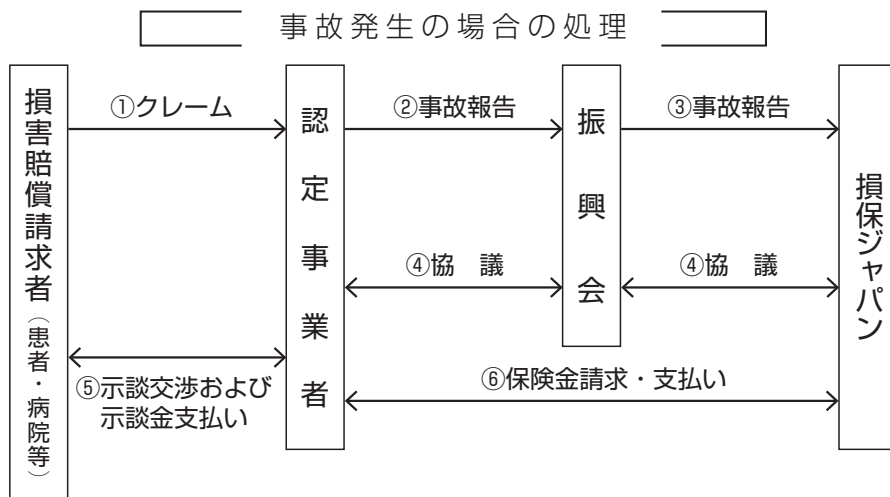 事故発生の場合の処理
損害賠償請求者(患者・病院等)
①クレーム
認定事業者
②事故報告
振興会
③事故報告
損保ジャパン
④協 議
④協 議
⑤示談交渉および
示談金支払い
⑥保険金請求・支払い